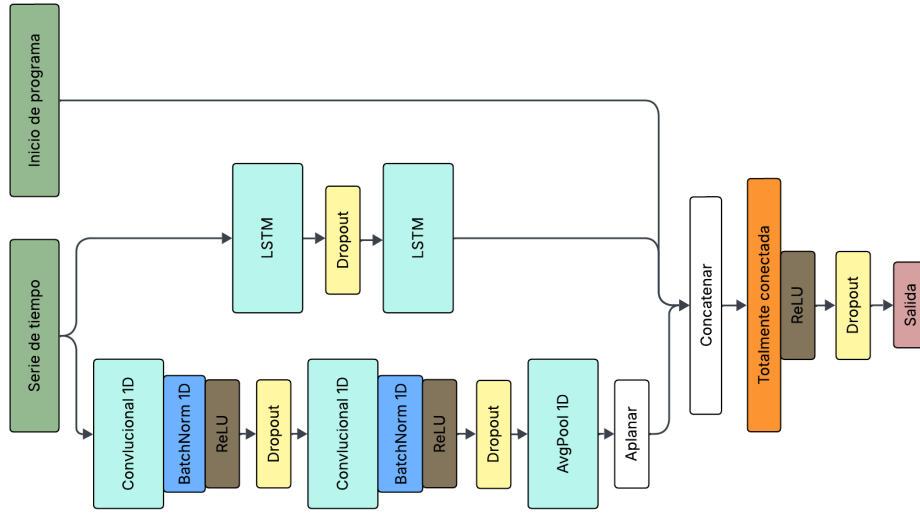 Inicio de programa
Serie de tiempo
LSTM
Dropout
LSTM
Convlucional 1D
BatchNorm 1D
ReLU
Dropout
Convlucional 1D
BatchNorm 1D
ReLU
Dropout
AvgPool 1D
Aplanar
Concatenar
Totalmente conectada
ReLU
Dropout
Salida